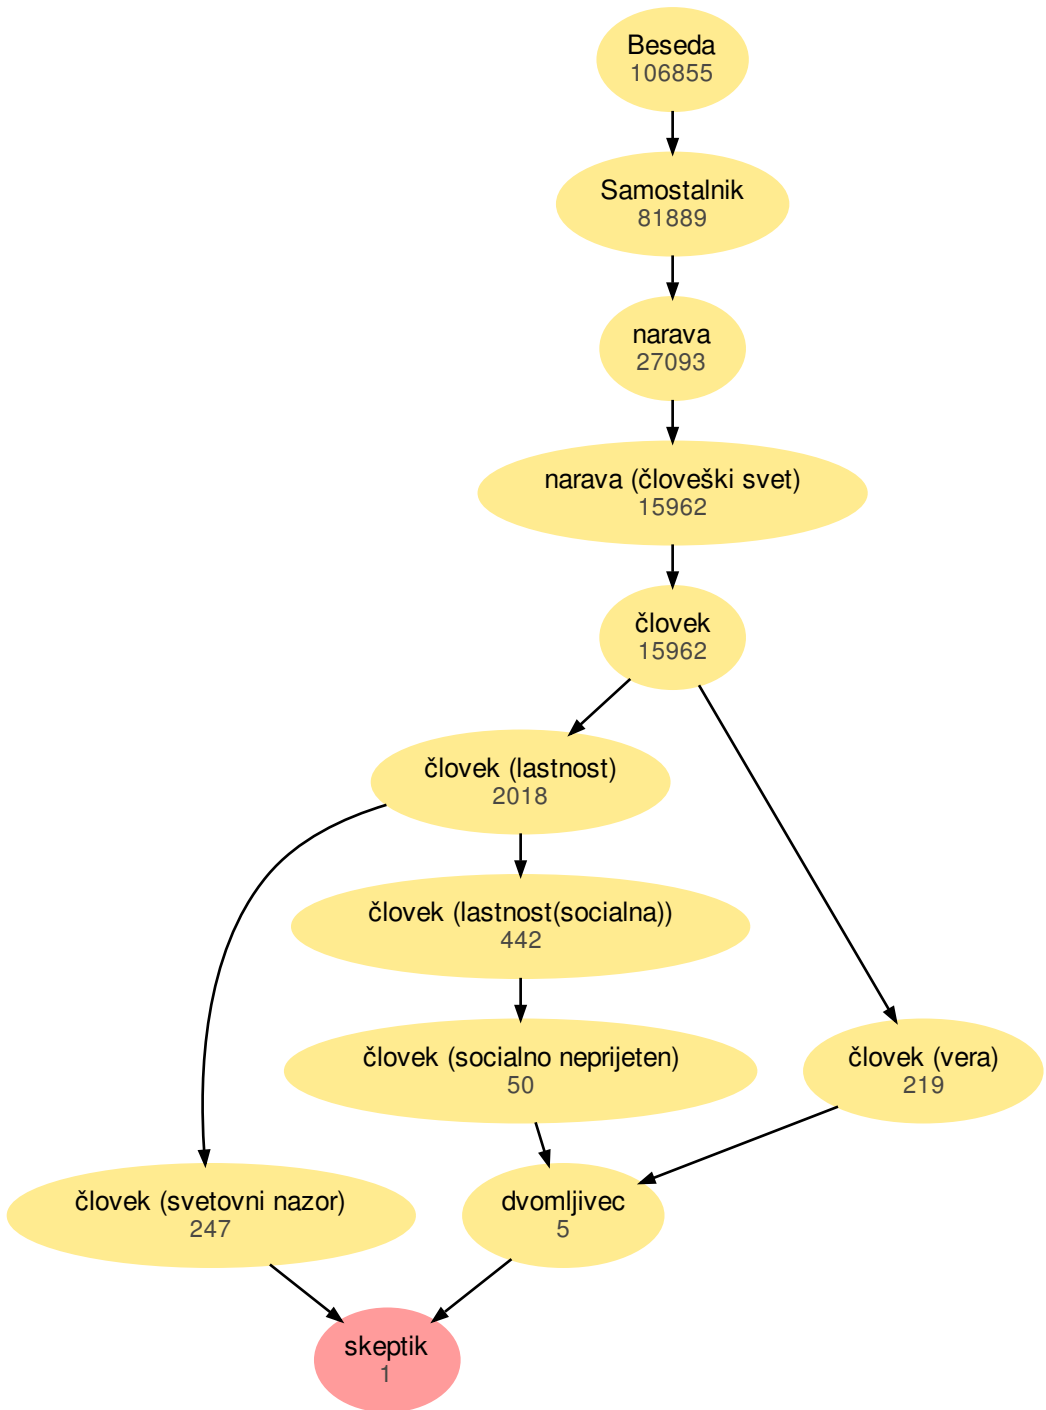 Beseda
106855
Samostalnik
81889
narava
27093
narava (človeški svet)
15962
človek
15962
človek (lastnost)
2018
človek (lastnost(socialna))
442
človek (socialno neprijeten)
50
človek (vera)
219
človek (svetovni nazor)
247
dvomljivec
5
skeptik
1